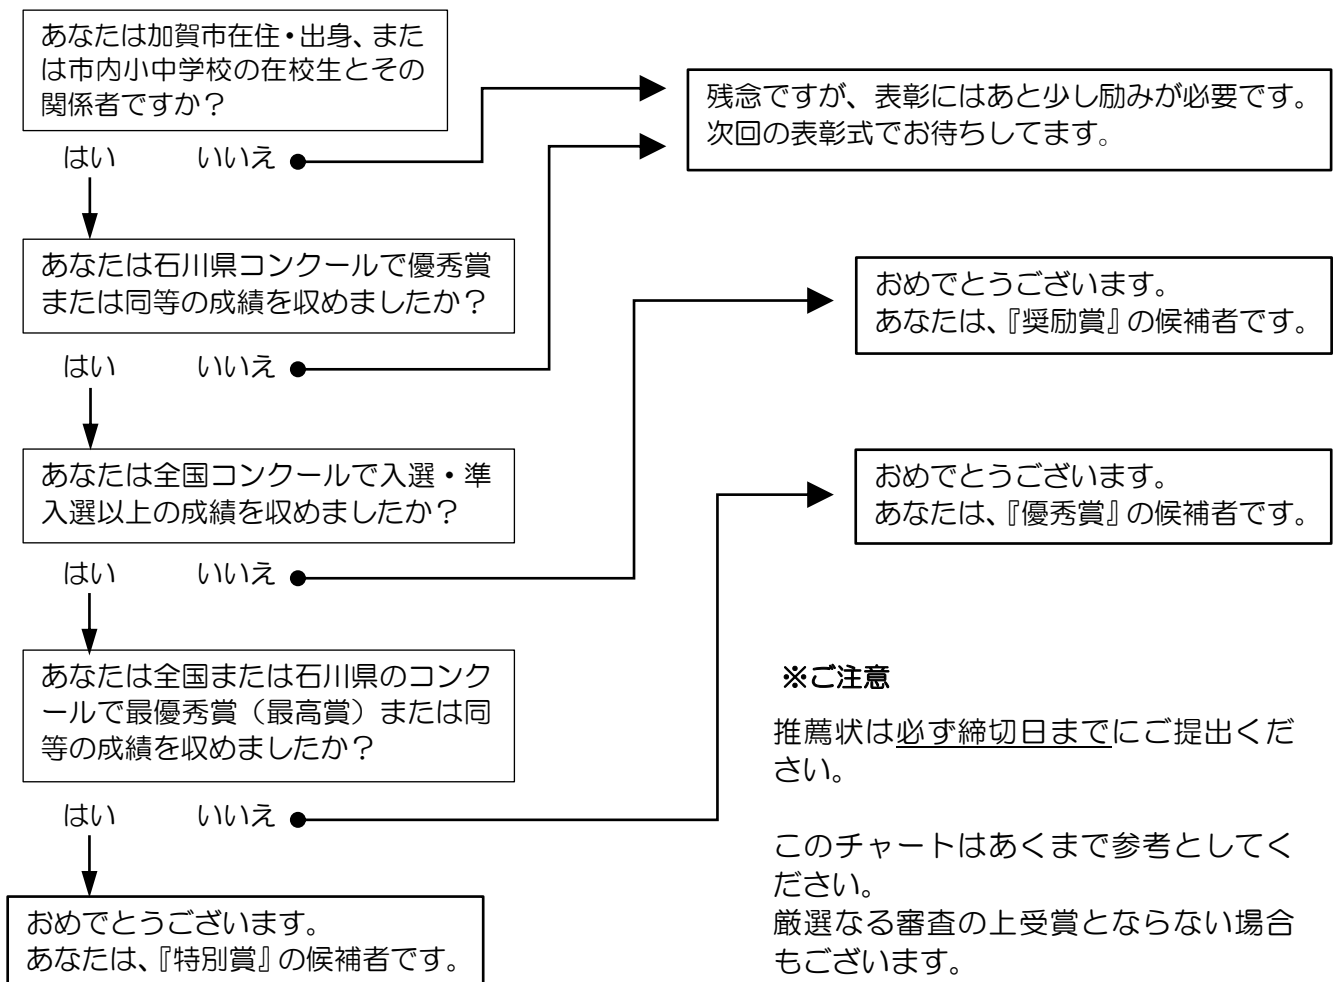 あなたは加賀市在住・出身、また
は市内小中学校の在校生とその
関係者ですか？
はい　いいえ
残念ですが、表彰にはあと少し励みが必要です。
次回の表彰式でお待ちしてます。
あなたは石川県コンクールで優秀賞
または同等の成績を収めましたか？
はい　いいえ
おめでとうございます。
あなたは、『奨励賞』の候補者です。
あなたは全国コンクールで入選・準
入選以上の成績を収めましたか？
はい　いいえ
おめでとうございます。
あなたは、『優秀賞』の候補者です。
あなたは全国または石川県のコンク
ールで最優秀賞（最高賞）または同
等の成績を収めましたか？
はい　いいえ
おめでとうございます。
あなたは、『特別賞』の候補者です。
※ご注意
推薦状は必ず締切日までにご提出くだ
さい。
このチャートはあくまで参考としてく
ださい。
厳選なる審査の上受賞とならない場合
もございます。